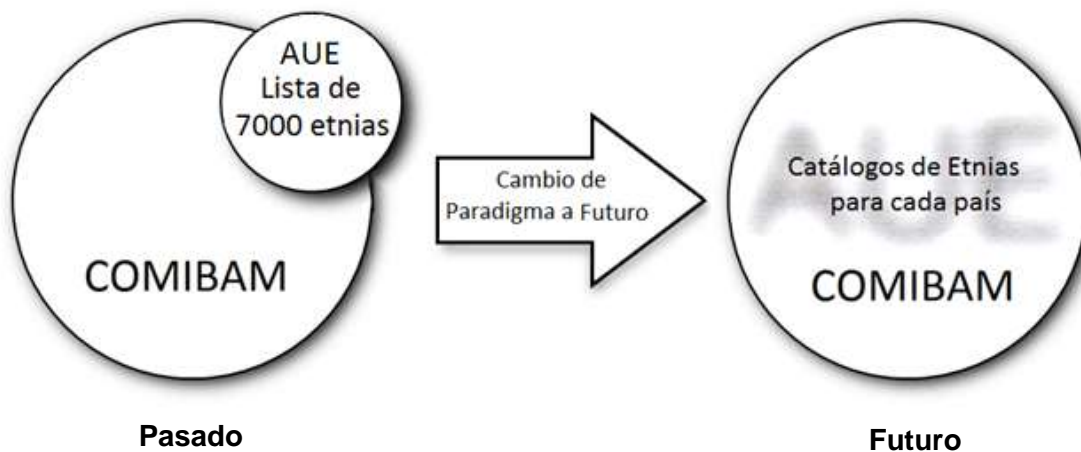 AUE
Lista de
7000 etnias
COMIBAM
Cambio de
Paradigma a Futuro
AUE
Catálogos de Etnias
para cada país
COMIBAM
Pasado
Futuro